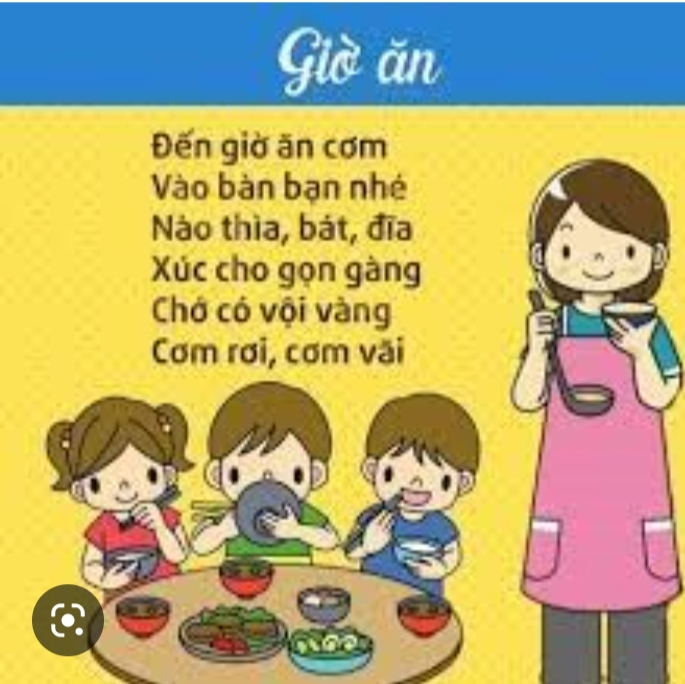 Giờ ăn
Đến giờ ăn cơm
Vào bàn bạn nhé
Nào thìa, bát, đĩa
Xúc cho gọn gàng
Chớ có vội vàng
Cơm rơi, cơm vãi